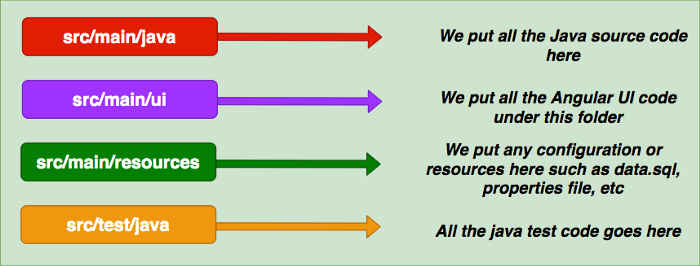 src/main/java
We put all the Java source code
here
src/main/ui
We put all the Angular UI code
under this folder
src/main/resources
We put any configuration or
resources here such as data.sql,
properties file, etc
src/test/java
All the java test code goes here